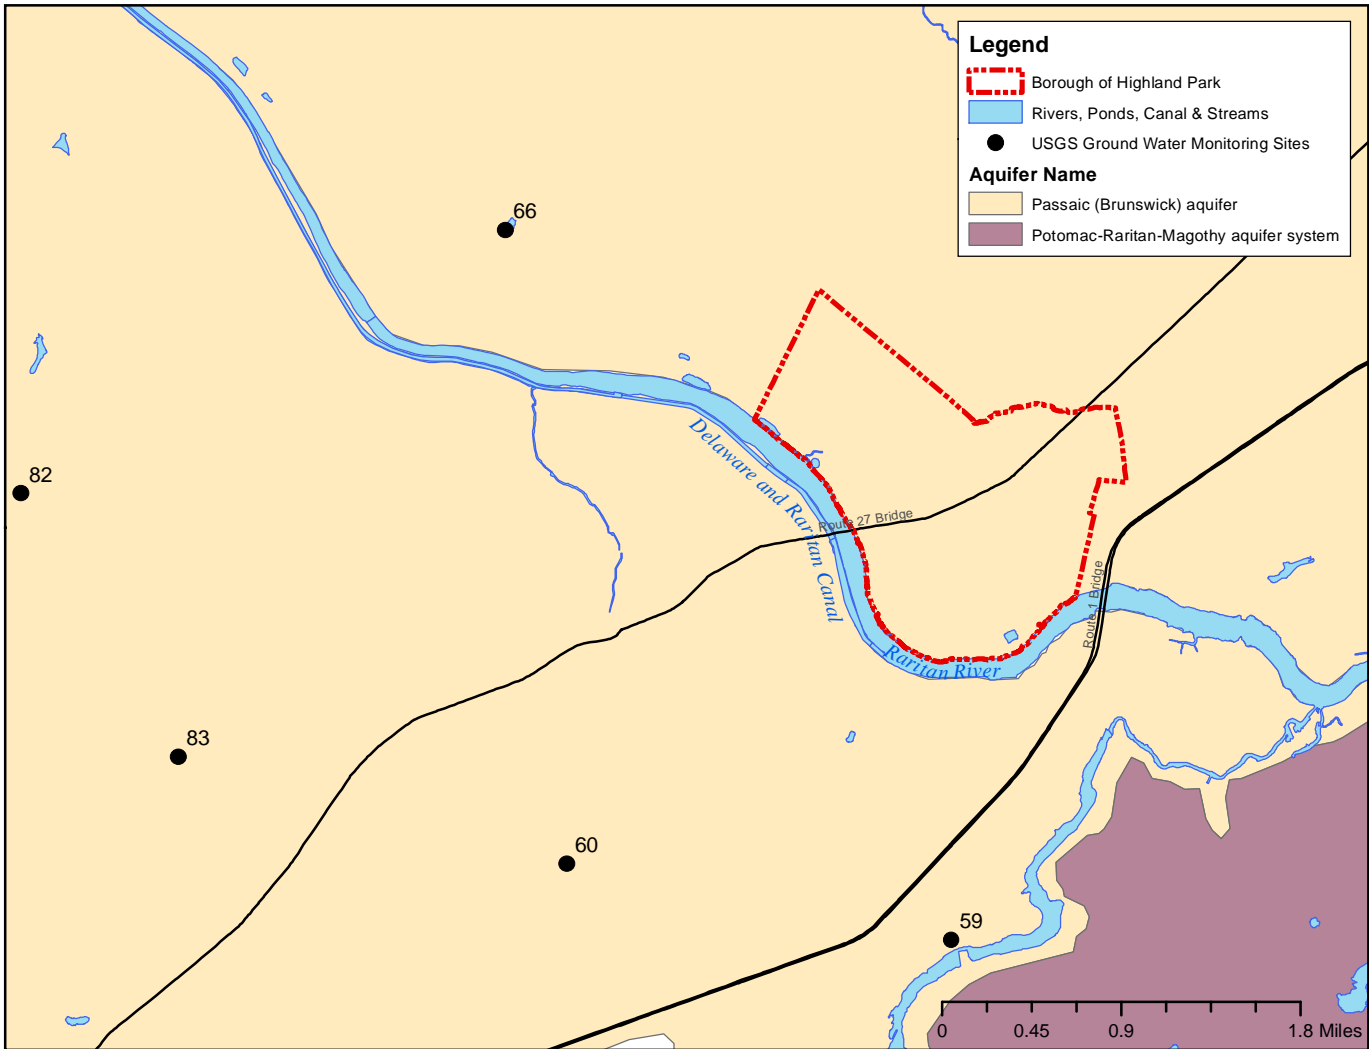 Legend
Borough of Highland Park
Rivers, Ponds, Canal & Streams
USGS Ground Water Monitoring Sites
Aquifer Name
Passaic (Brunswick) aquifer
Potomac-Raritan-Magothy aquifer system
66
82
Delaware and Raritan Canal
Route 27 Bridge
Route 1 Bridge
Raritan River
83
60
59
0 0.45 0.9 1.8 Miles